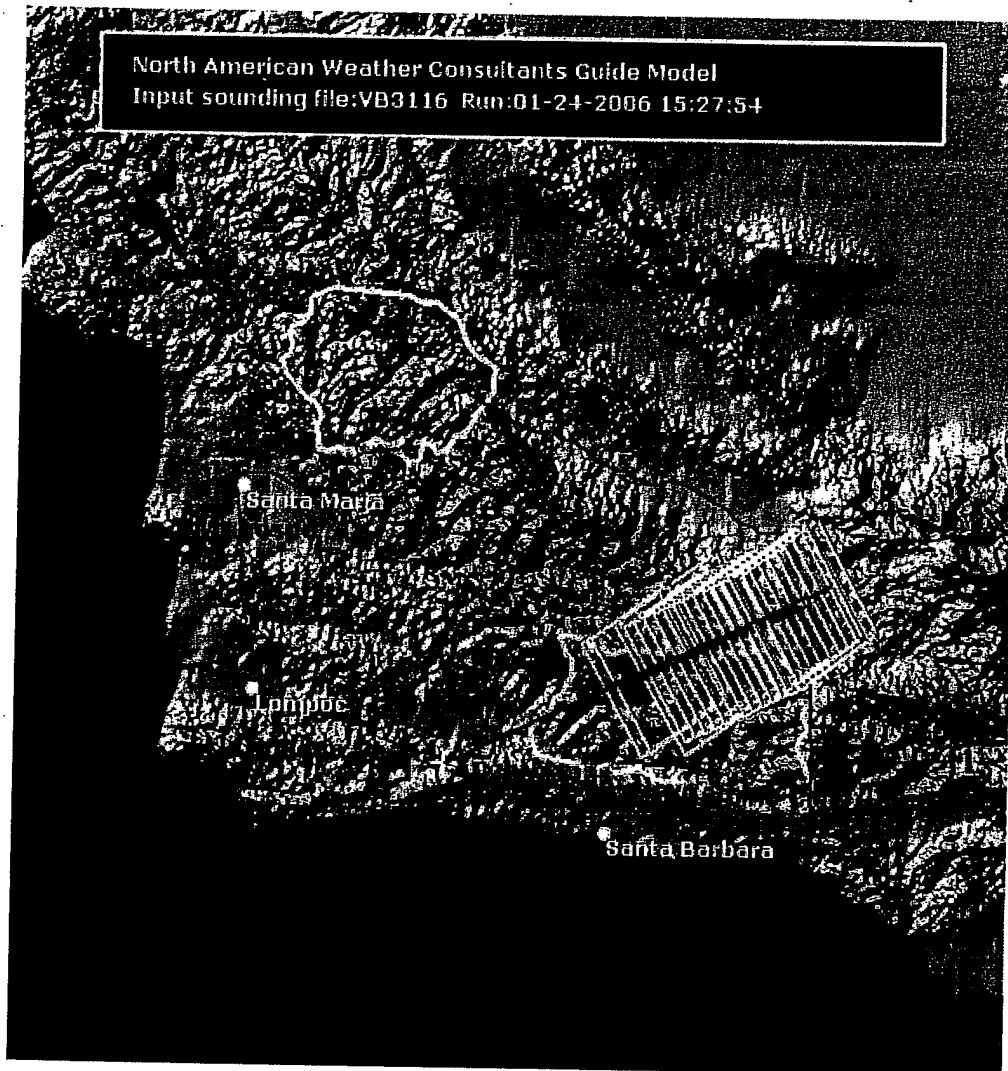 North American Weather Consultants Guide Model
Input sounding file:VB3116 Run:01-24-2006 15:27:54
Santa Maria
Lompoc
Santa Barbara